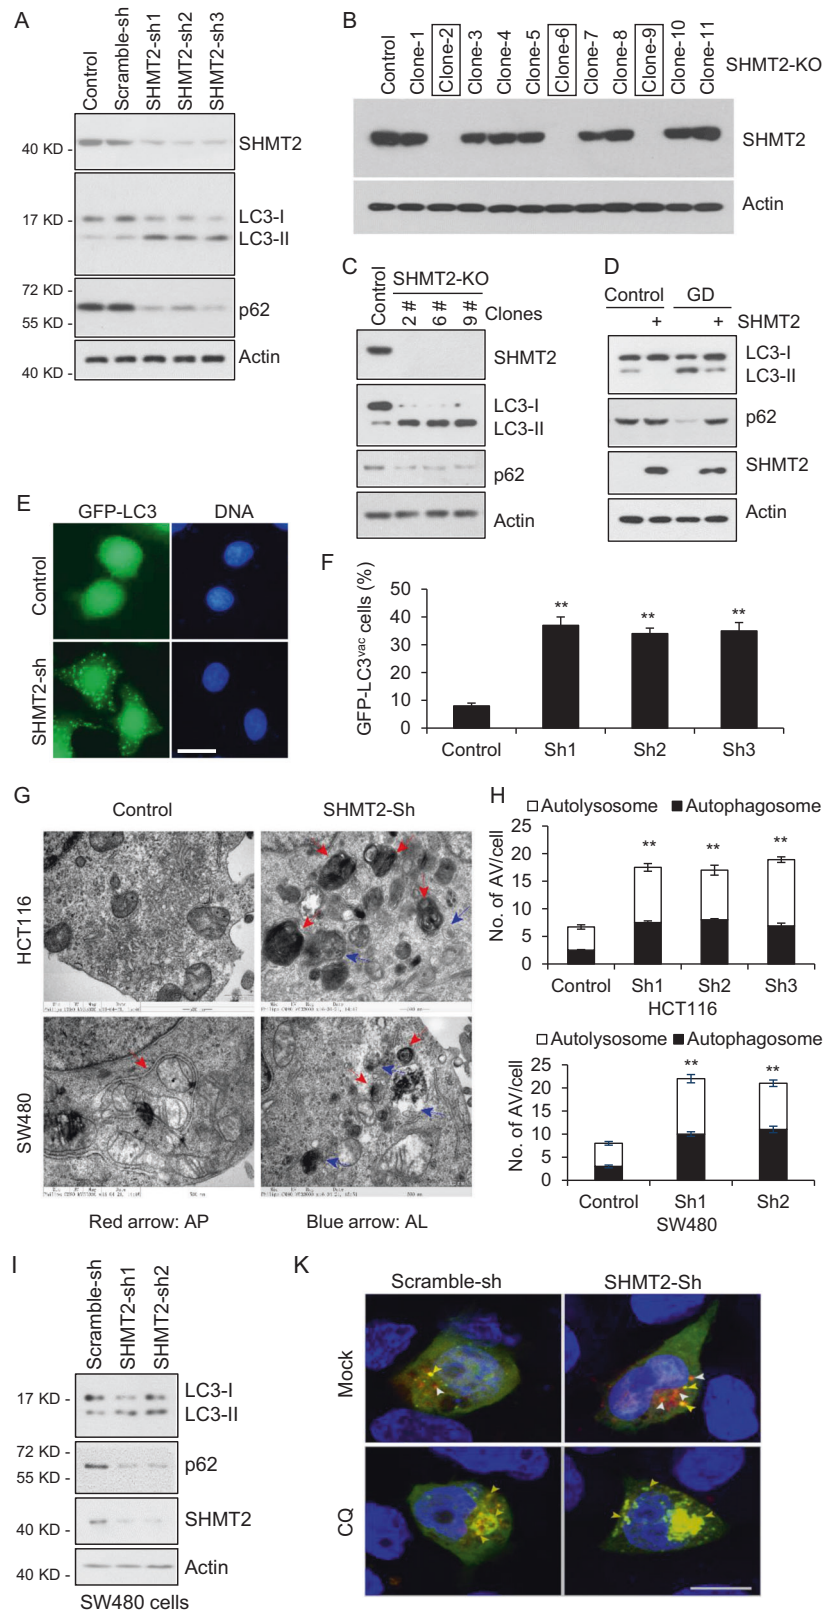 A
Control
Scramble-sh
SHMT2-sh1
SHMT2-sh2
SHMT2-sh3
40 KD -
SHMT2
17 KD -
LC3-I
LC3-II
72 KD -
55 KD -
p62
40 KD -
Actin
B
Control
Clone-1
Clone-2
Clone-3
Clone-4
Clone-5
Clone-6
Clone-7
Clone-8
Clone-9
Clone-10
Clone-11
SHMT2-KO
SHMT2
Actin
C
Control
SHMT2-KO
2 #
6 #
9 #
Clones
SHMT2
LC3-I
LC3-II
p62
Actin
D
Control GD
+ + SHMT2
LC3-I
LC3-II
p62
SHMT2
Actin
E
GFP-LC3 DNA
Control
SHMT2-sh
F
GFP-LC3vac cells (%)
50
40
30
20
10
0
** ** **
Control Sh1 Sh2 Sh3
G
Control SHMT2-Sh
HCT116
SW480
Red arrow: AP Blue arrow: AL
H
Autolysosome Autophagosome
No. of AV/cell
25
20
15
10
5
0
** ** **
Control Sh1 Sh2 Sh3
HCT116
Autolysosome Autophagosome
No. of AV/cell
25
20
15
10
5
0
** **
Control Sh1 Sh2
SW480
I
Scramble-sh
SHMT2-sh1
SHMT2-sh2
17 KD -
LC3-I
LC3-II
72 KD -
55 KD -
p62
40 KD -
SHMT2
40 KD -
Actin
SW480 cells
K
Scramble-sh SHMT2-Sh
Mock
CQ